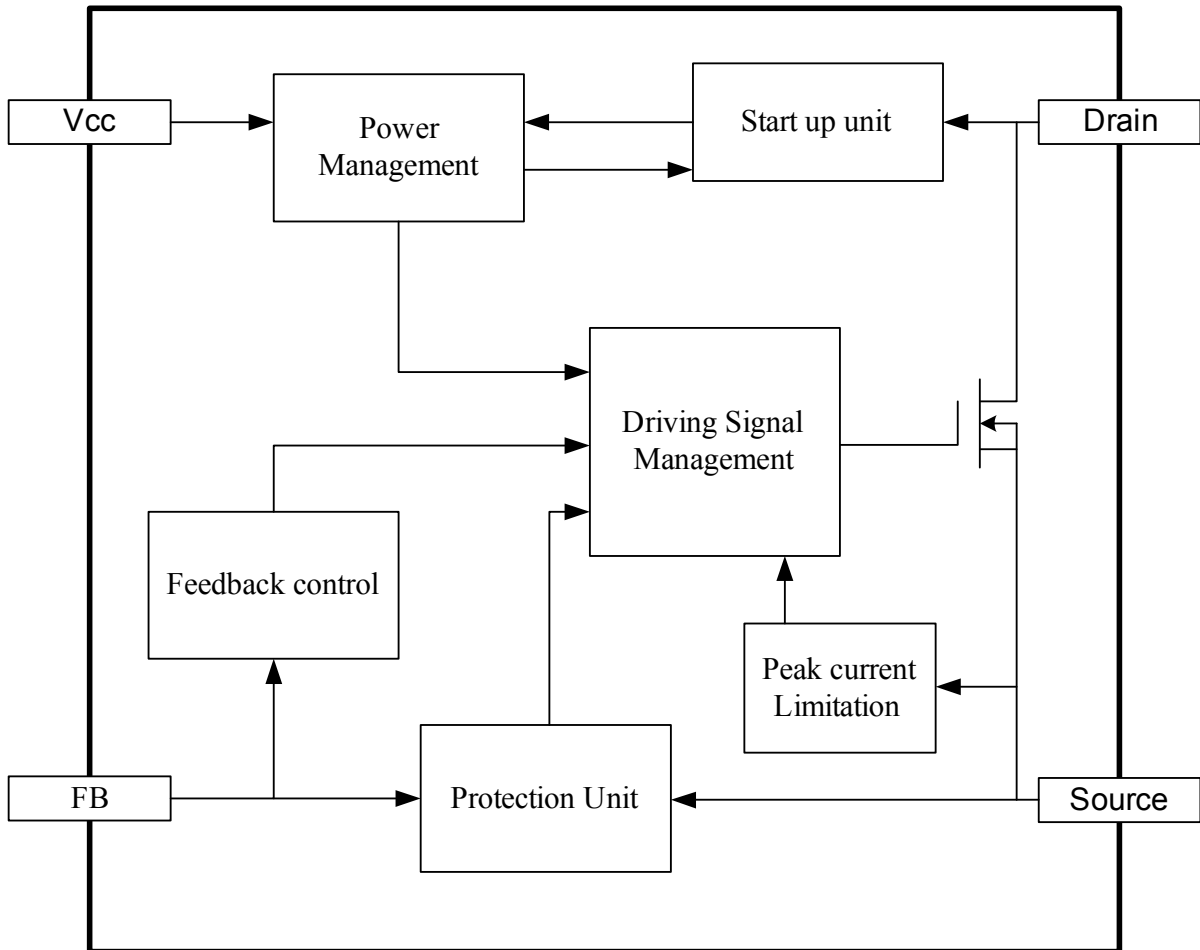 Vcc
Power
Management
Start up unit
Drain
Driving Signal
Management
Feedback control
Peak current
Limitation
FB
Protection Unit
Source